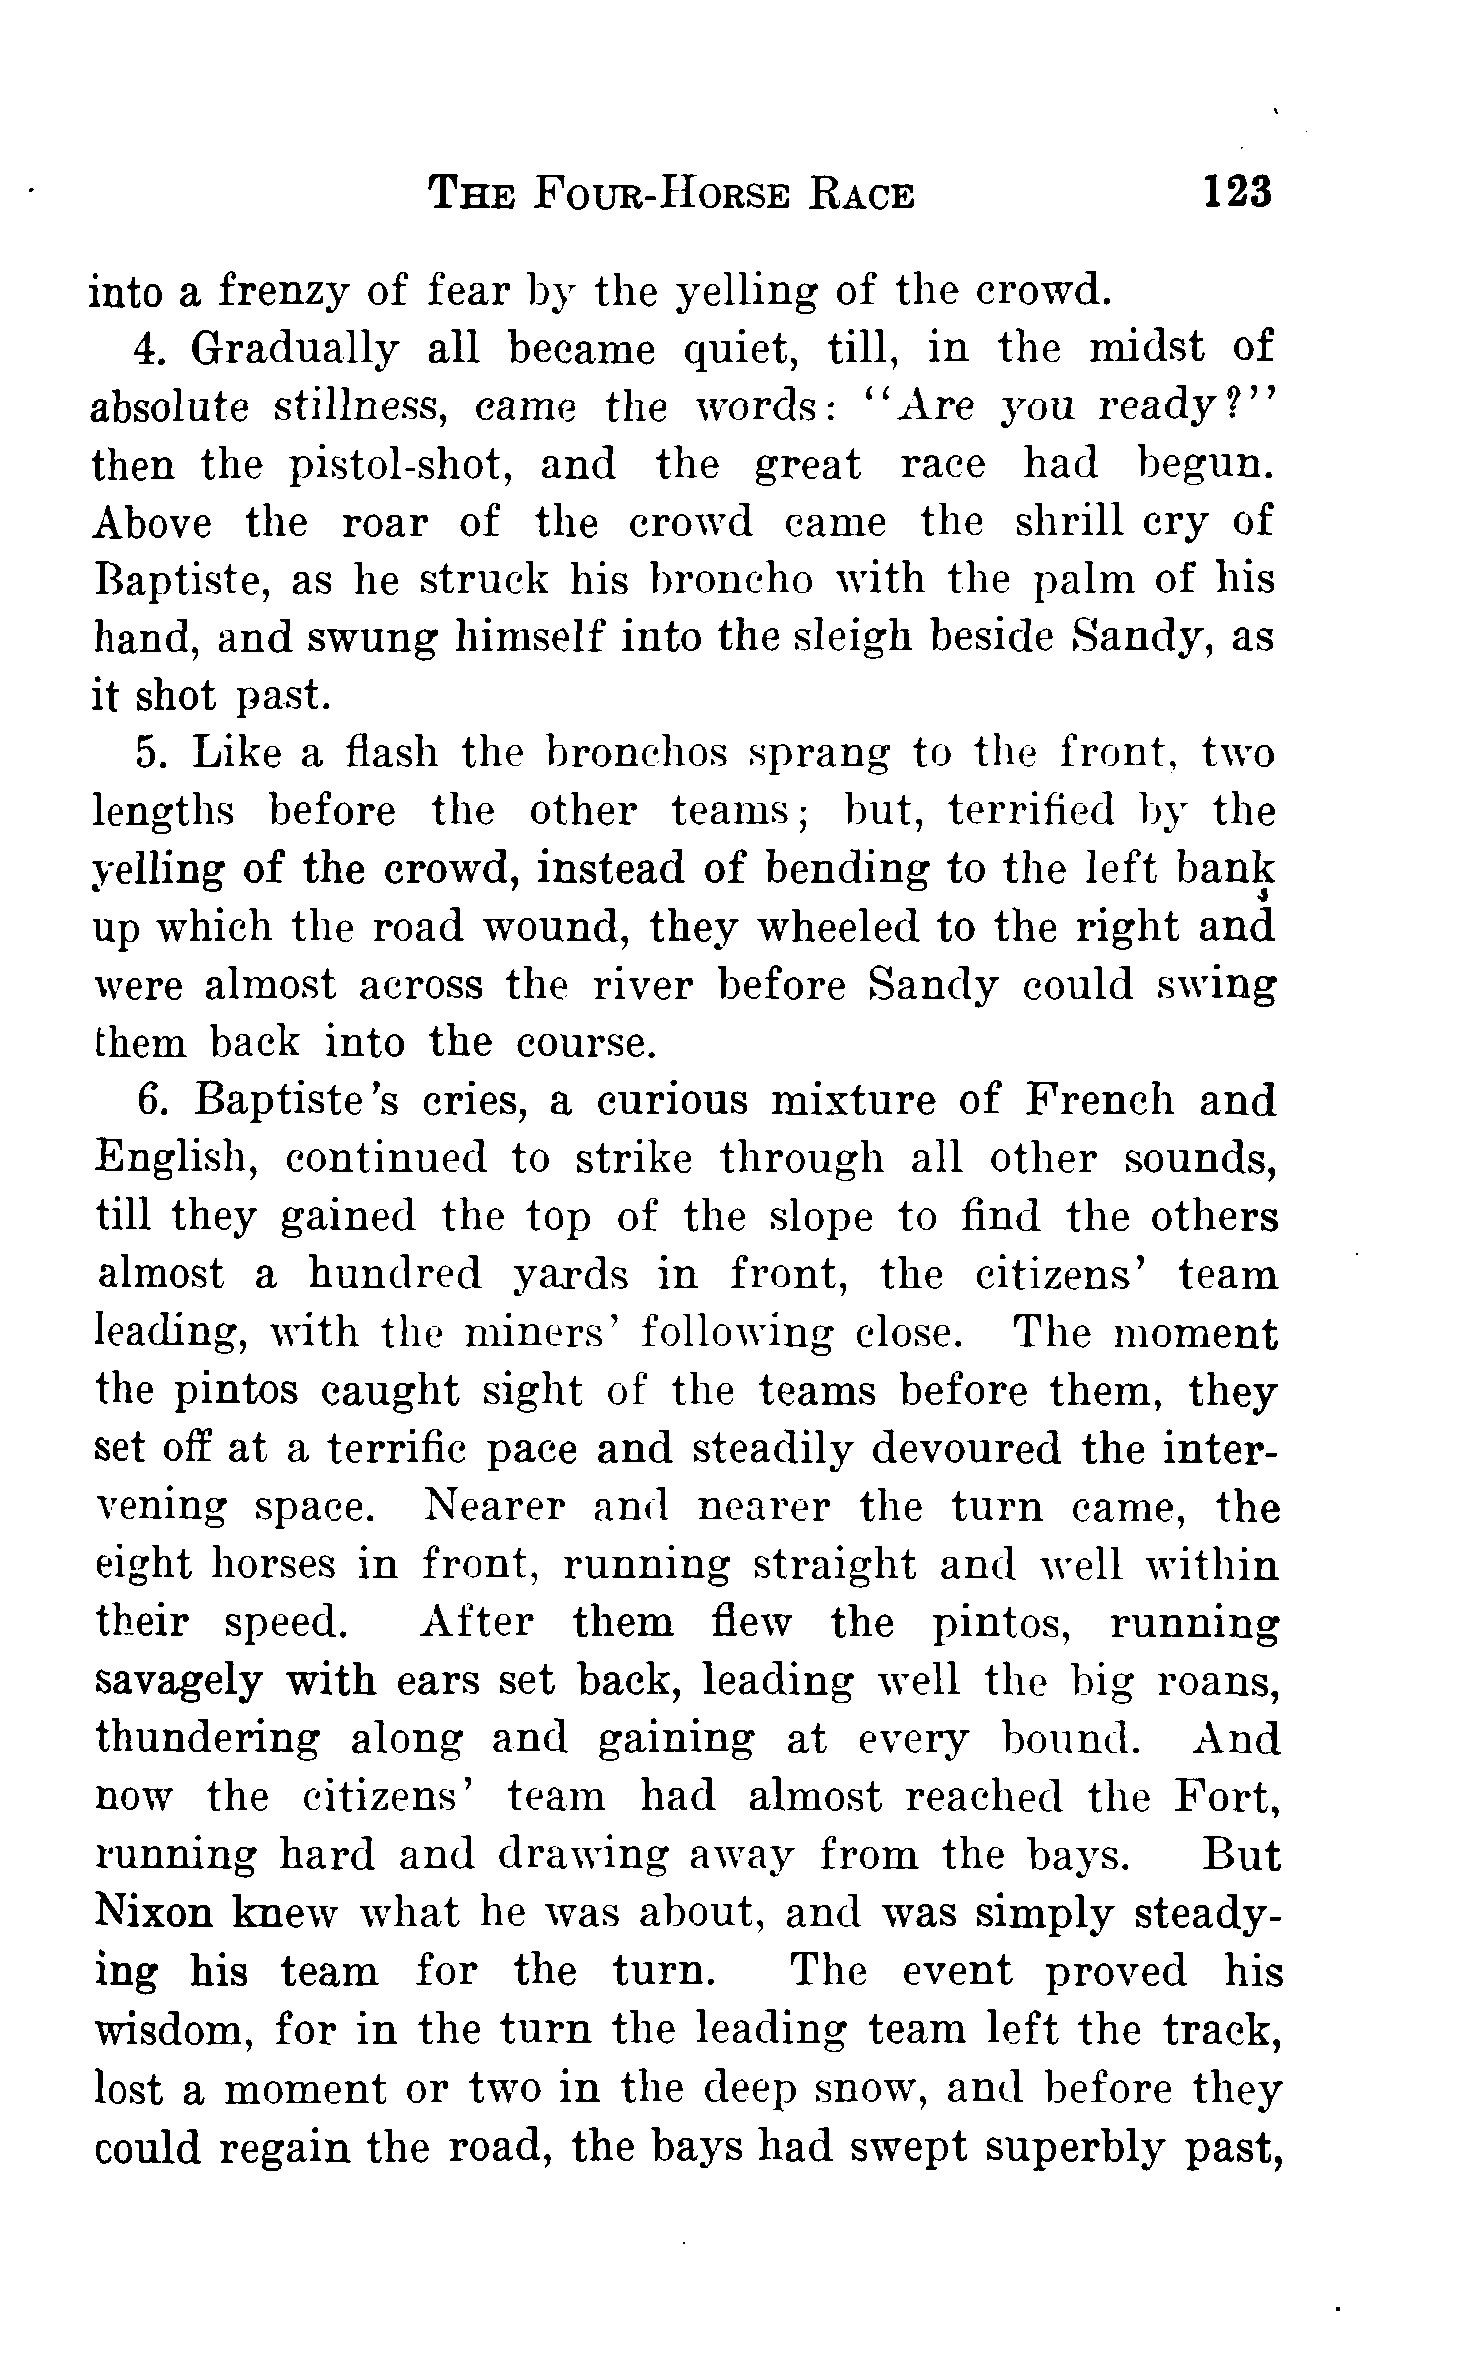 THE FOUR-HORSE RACE 123
into a frenzy of fear by the yelling of the crowd.
4. Gradually all became quiet, till, in the midst of
absolute stillness, came the words: "Are you ready?"
then the pistol-shot, and the great race had begun.
Above the roar of the crowd came the shrill cry of
Baptiste, as he struck his broncho with the palm of his
hand, and swung himself into the sleigh beside Sandy, as
it shot past.
5. Like a flash the bronchos sprang to the front, two
lengths before the other teams; but, terrified by the
yelling of the crowd, instead of bending to the left bank
up which the road wound, they wheeled to the right and
were almost across the river before Sandy could swing
them back into the course.
6. Baptiste's cries, a curious mixture of French and
English, continued to strike through all other sounds,
till they gained the top of the slope to find the others
almost a hundred yards in front, the citizens' team
leading, with the miners' following close. The moment
the pintos caught sight of the teams before them, they
set off at a terrific pace and steadily devoured the inter-
vening space. Nearer and nearer the turn came, the
eight horses in front, running straight and well within
their speed. After them flew the pintos, running
savagely with ears set back, leading well the big roans,
thundering along and gaining at every bound. And
now the citizens' team had almost reached the Fort,
running hard and drawing away from the bays. But
Nixon knew what he was about, and was simply steady-
ing his team for the turn. The event proved his
wisdom, for in the turn the leading team left the track,
lost a moment or two in the deep snow, and before they
could regain the road, the bays had swept superbly past,